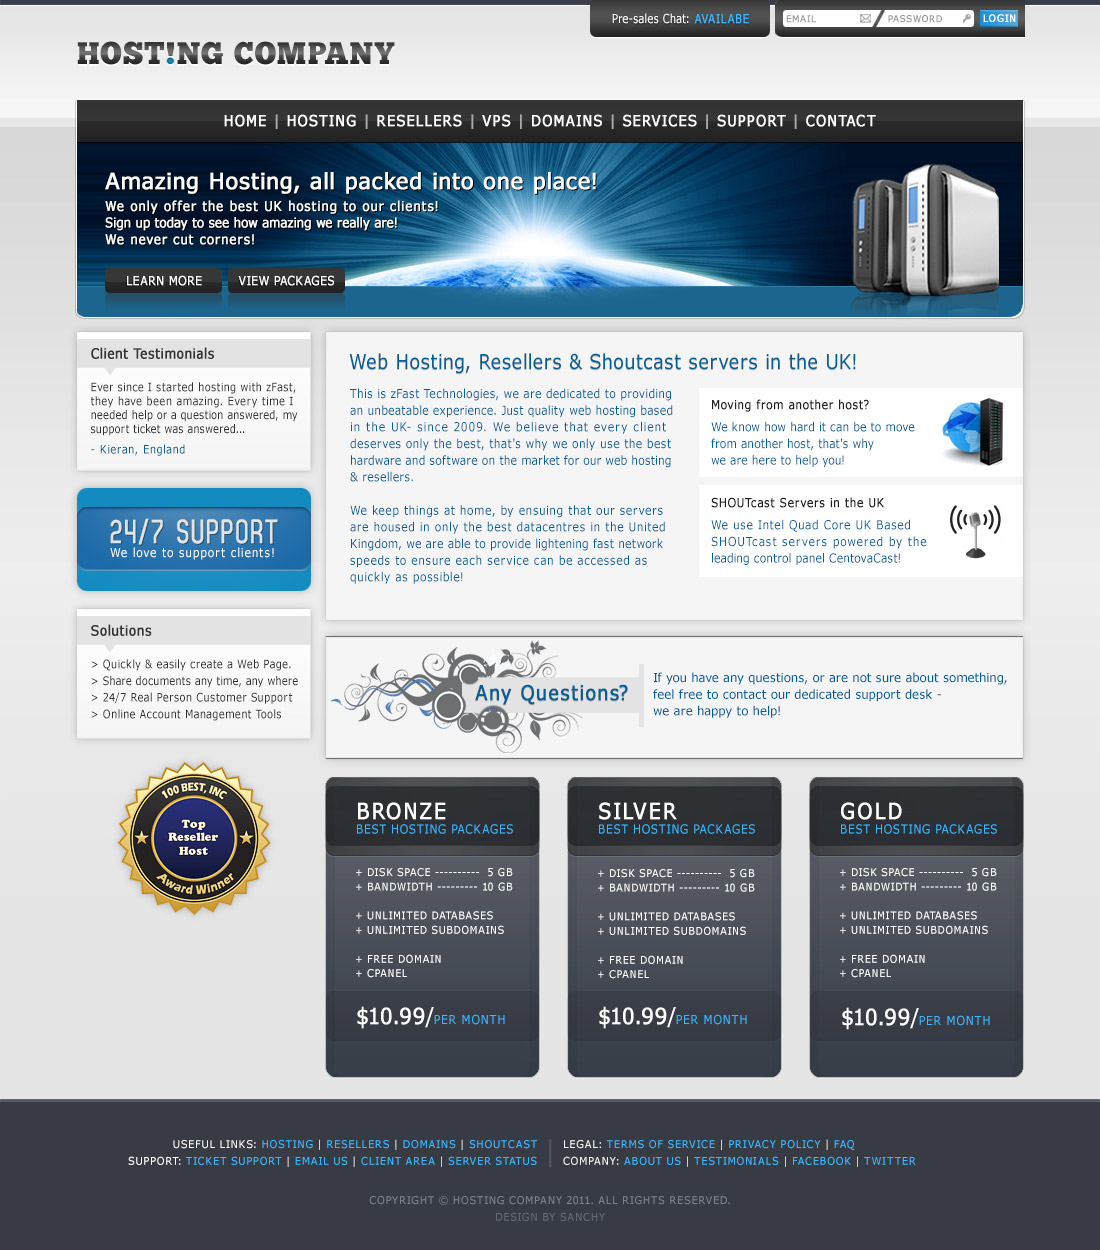 Pre-sales Chat: AVAILABE
EMAIL
PASSWORD
LOGIN
HOST!NG COMPANY
HOME | HOSTING | RESELLERS | VPS | DOMAINS | SERVICES | SUPPORT | CONTACT
Amazing Hosting, all packed into one place!
We only offer the best UK hosting to our clients!
Sign up today to see how amazing we really are!
We never cut corners!
LEARN MORE
VIEW PACKAGES
Client Testimonials
Ever since I started hosting with zFast,
they have been amazing. Every time I
needed help or a question answered, my
support ticket was answered...
- Kieran, England
24/7 SUPPORT
We love to support clients!
Solutions
> Quickly & easily create a Web Page.
> Share documents any time, any where
> 24/7 Real Person Customer Support
> Online Account Management Tools
100 BEST, INC
Top
Reseller
Host
Award Winner
Web Hosting, Resellers & Shoutcast servers in the UK!
This is zFast Technologies, we are dedicated to providing
an unbeatable experience. Just quality web hosting based
in the UK- since 2009. We believe that every client
deserves only the best, that's why we only use the best
hardware and software on the market for our web hosting
& resellers.
We keep things at home, by ensuing that our servers
are housed in only the best datacentres in the United
Kingdom, we are able to provide lightening fast network
speeds to ensure each service can be accessed as
quickly as possible!
Moving from another host?
We know how hard it can be to move
from another host, that's why
we are here to help you!
SHOUTcast Servers in the UK
We use Intel Quad Core UK Based
SHOUTcast servers powered by the
leading control panel CentovaCast!
Any Questions?
If you have any questions, or are not sure about something,
feel free to contact our dedicated support desk -
we are happy to help!
BRONZE
BEST HOSTING PACKAGES
+ DISK SPACE ---------- 5 GB
+ BANDWIDTH --------- 10 GB
+ UNLIMITED DATABASES
+ UNLIMITED SUBDOMAINS
+ FREE DOMAIN
+ CPANEL
$10.99/PER MONTH
SILVER
BEST HOSTING PACKAGES
+ DISK SPACE ---------- 5 GB
+ BANDWIDTH --------- 10 GB
+ UNLIMITED DATABASES
+ UNLIMITED SUBDOMAINS
+ FREE DOMAIN
+ CPANEL
$10.99/PER MONTH
GOLD
BEST HOSTING PACKAGES
+ DISK SPACE ---------- 5 GB
+ BANDWIDTH --------- 10 GB
+ UNLIMITED DATABASES
+ UNLIMITED SUBDOMAINS
+ FREE DOMAIN
+ CPANEL
$10.99/PER MONTH
USEFUL LINKS: HOSTING | RESELLERS | DOMAINS | SHOUTCAST
SUPPORT: TICKET SUPPORT | EMAIL US | CLIENT AREA | SERVER STATUS
LEGAL: TERMS OF SERVICE | PRIVACY POLICY | FAQ
COMPANY: ABOUT US | TESTIMONIALS | FACEBOOK | TWITTER
COPYRIGHT © HOSTING COMPANY 2011. ALL RIGHTS RESERVED.
DESIGN BY SANCHY